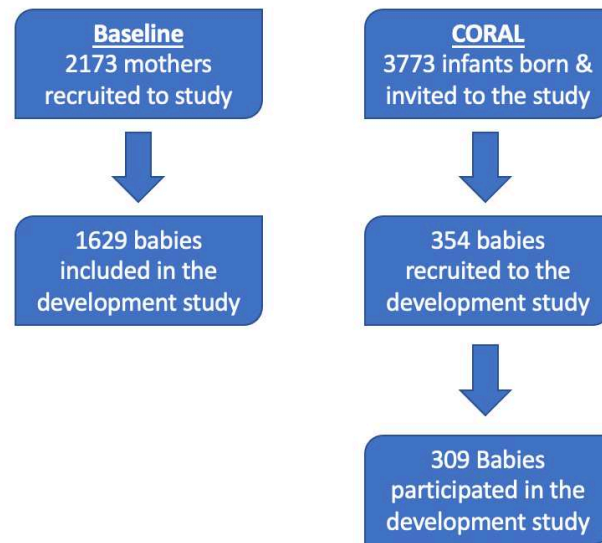 Baseline
2173 mothers
recruited to study
1629 babies
included in the
development study
CORAL
3773 infants born &
invited to the study
354 babies
recruited to the
development study
309 Babies
participated in the
development study